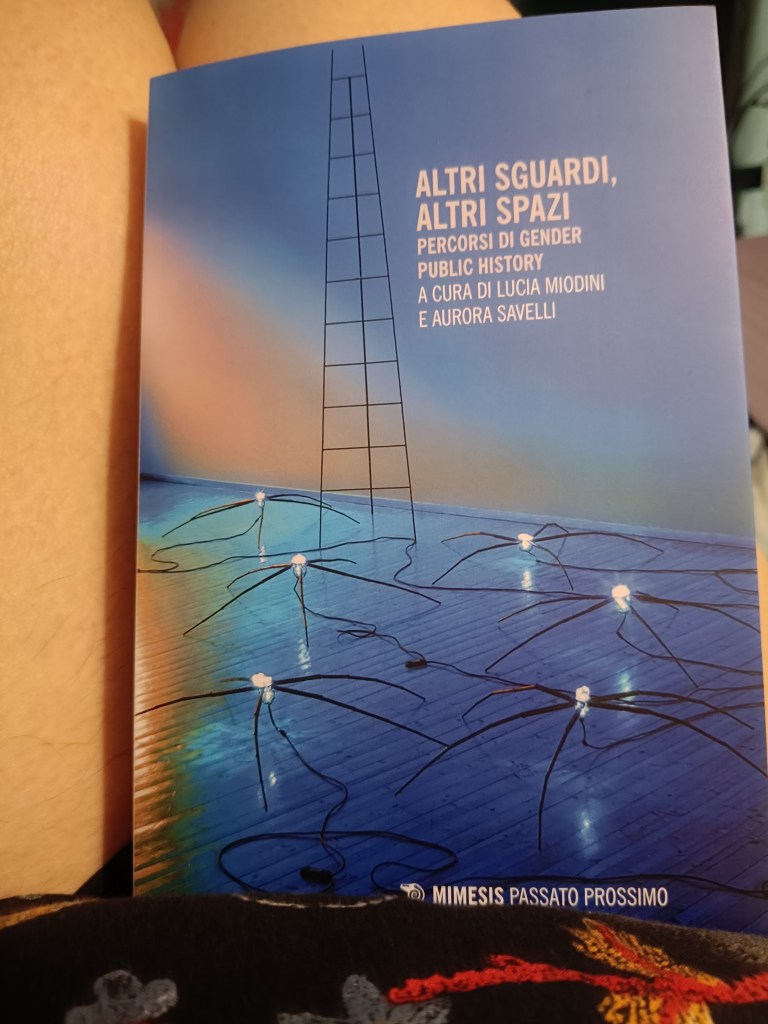 ALTRI SGUARDI,
ALTRI SPAZI
PERCORSI DI GENDER
PUBLIC HISTORY
A CURA DI LUCIA MIODINI
E AURORA SAVELLI
MIMESIS PASSATO PROSSIMO